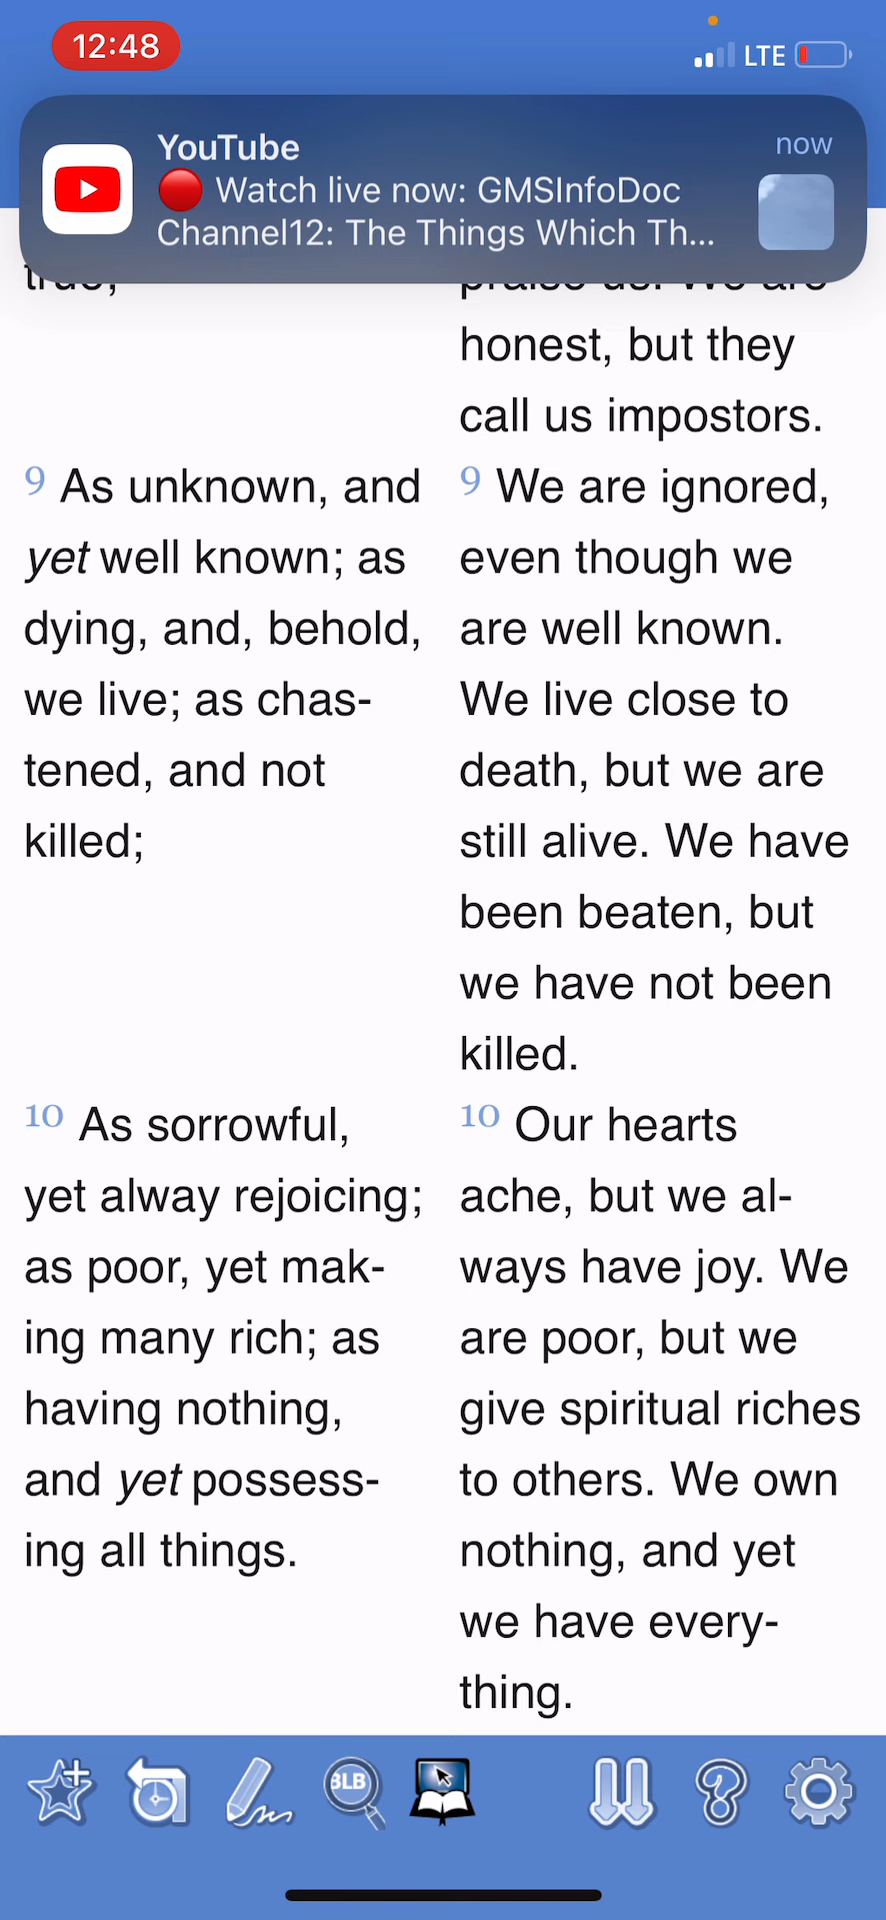 12:48
LTE
YouTube
now
🔴 Watch live now: GMSInfoDoc
Channel12: The Things Which Th...
true;
praise us. We are
honest, but they
call us impostors.
9 As unknown, and
yet well known; as
dying, and, behold,
we live; as chas-
tened, and not
killed;
9 We are ignored,
even though we
are well known.
We live close to
death, but we are
still alive. We have
been beaten, but
we have not been
killed.
10 As sorrowful,
yet alway rejoicing;
as poor, yet mak-
ing many rich; as
having nothing,
and yet possess-
ing all things.
10 Our hearts
ache, but we al-
ways have joy. We
are poor, but we
give spiritual riches
to others. We own
nothing, and yet
we have every-
thing.
BLB